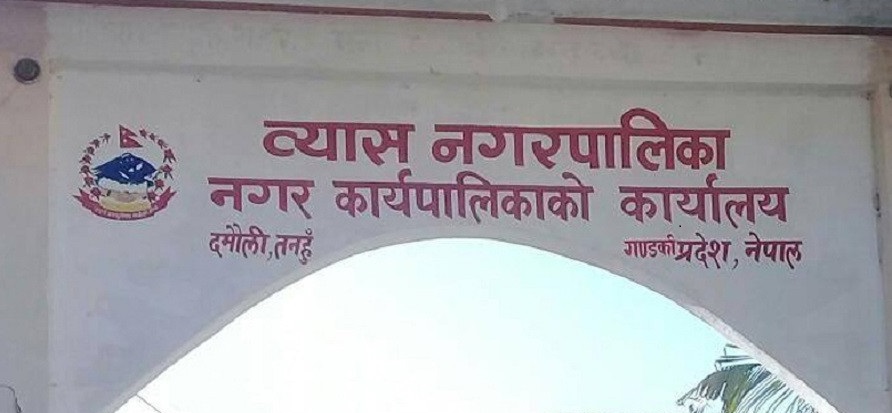 व्यास नगरपालिका
नगर कार्यपालिकाको कार्यालय
दमौली, तनहुँ
गण्डकी प्रदेश, नेपाल